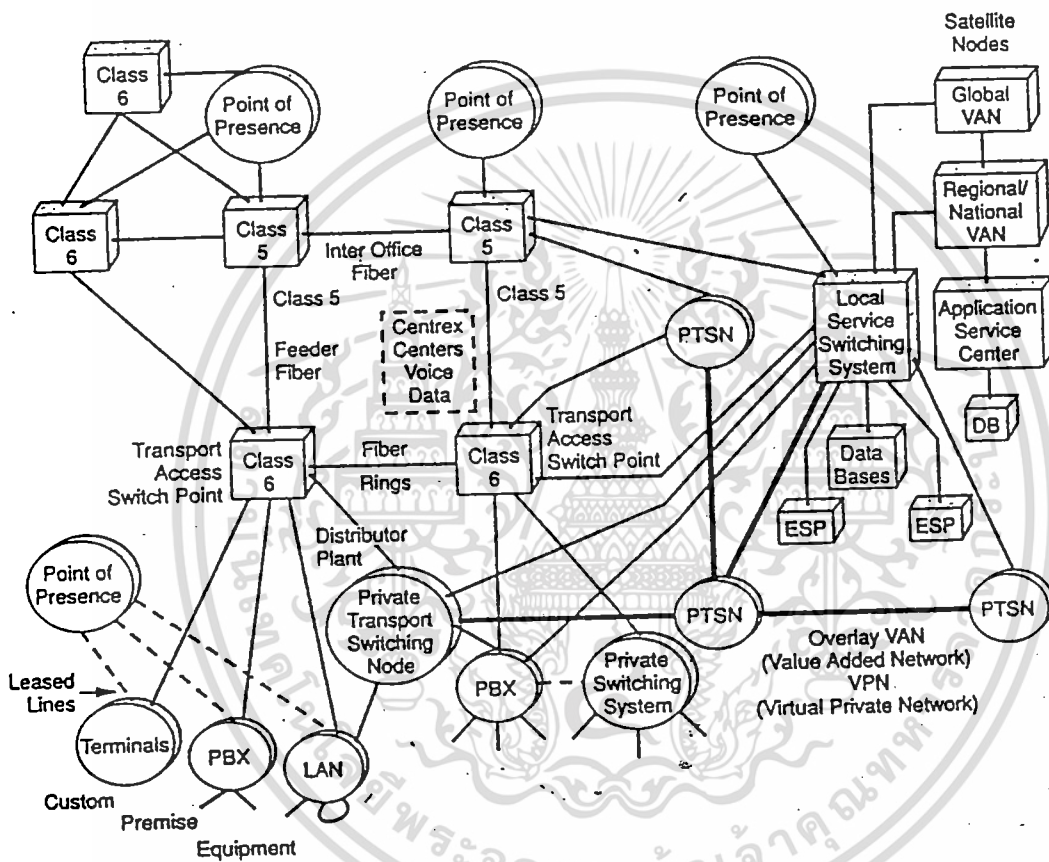 Satellite
Nodes
Class
6
Point of
Presence
Point of
Presence
Point of
Presence
Global
VAN
Regional/
National
VAN
Class
6
Class
5
Inter Office
Fiber
Class
5
Class 5
Class 5
Feeder
Fiber
Centrex
Centers
Voice
Data
PTSN
Local
Service
Switching
System
Application
Service
Center
DB
Transport
Access
Switch Point
Class
6
Fiber
Rings
Class
6
Transport
Access
Switch Point
Data
Bases
ESP
ESP
Distributor
Plant
Point of
Presence
Private
Transport
Switching
Node
PTSN
PTSN
Overlay VAN
(Value Added Network)
VPN
(Virtual Private Network)
Leased
Lines
Terminals
PBX
LAN
PBX
Private
Switching
System
Custom
Premise
Equipment